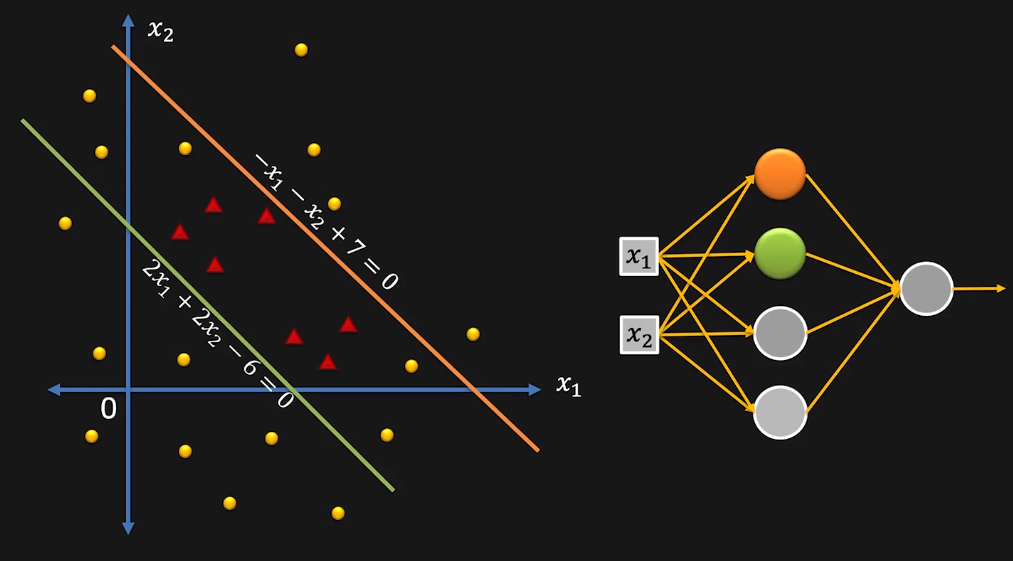 x₂
−x₁ − x₂ + 7 = 0
2x₁ + 2x₂ − 6 = 0
x₁
0
x₁
x₂